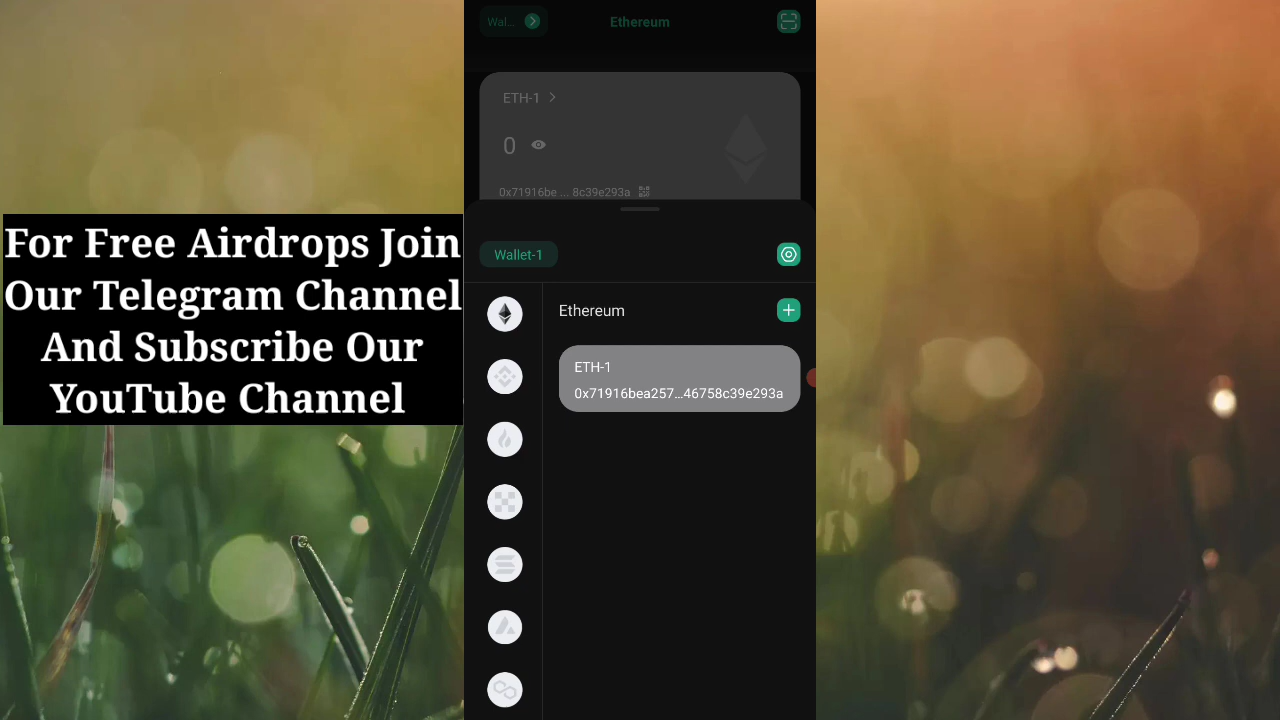 For Free Airdrops Join
Our Telegram Channel
And Subscribe Our
YouTube Channel
Wal...
Ethereum
ETH-1
0
0x71916be ... 8c39e293a
Wallet-1
Ethereum
ETH-1
0x71916bea257...46758c39e293a